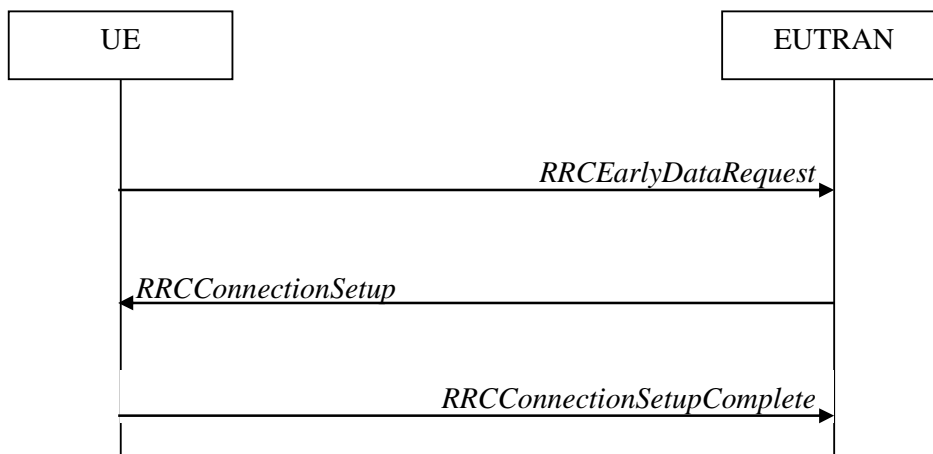 UE
EUTRAN
RRCEarlyDataRequest
RRCConnectionSetup
RRCConnectionSetupComplete